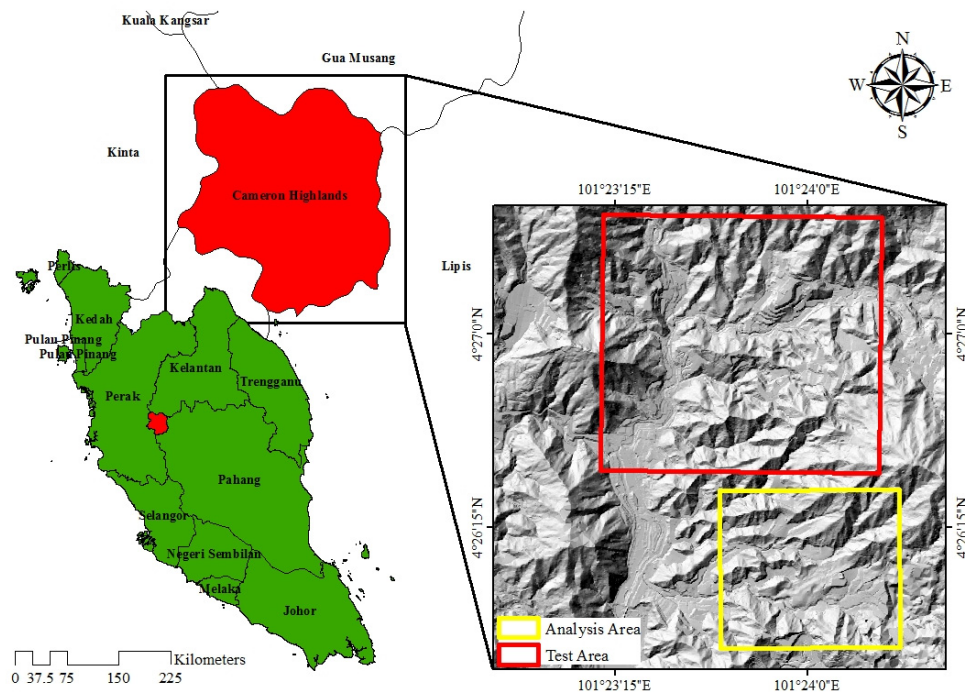 Kuala Kangsar
Gua Musang
N
W E
S
Kinta
Cameron Highlands
101°23'15"E 101°24'0"E
Lipis
Perlis
Kedah
4°27'0"N 4°27'0"N
Pulau Pinang
Pulau Pinang
Kelantan
Trengganu
Perak
Pahang
Selangor
4°26'15"N 4°26'15"N
Negeri Sembilan
Melaka
Johor
Analysis Area
Test Area
Kilometers
0 37.5 75 150 225
101°23'15"E 101°24'0"E